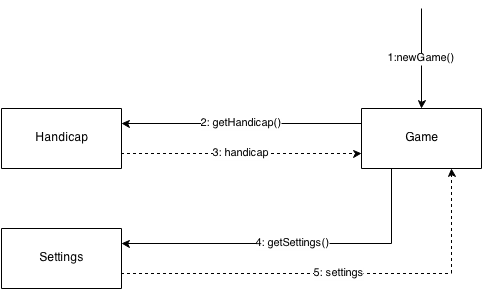 1:newGame()
2: getHandicap()
Handicap
Game
3: handicap
4: getSettings()
Settings
5: settings